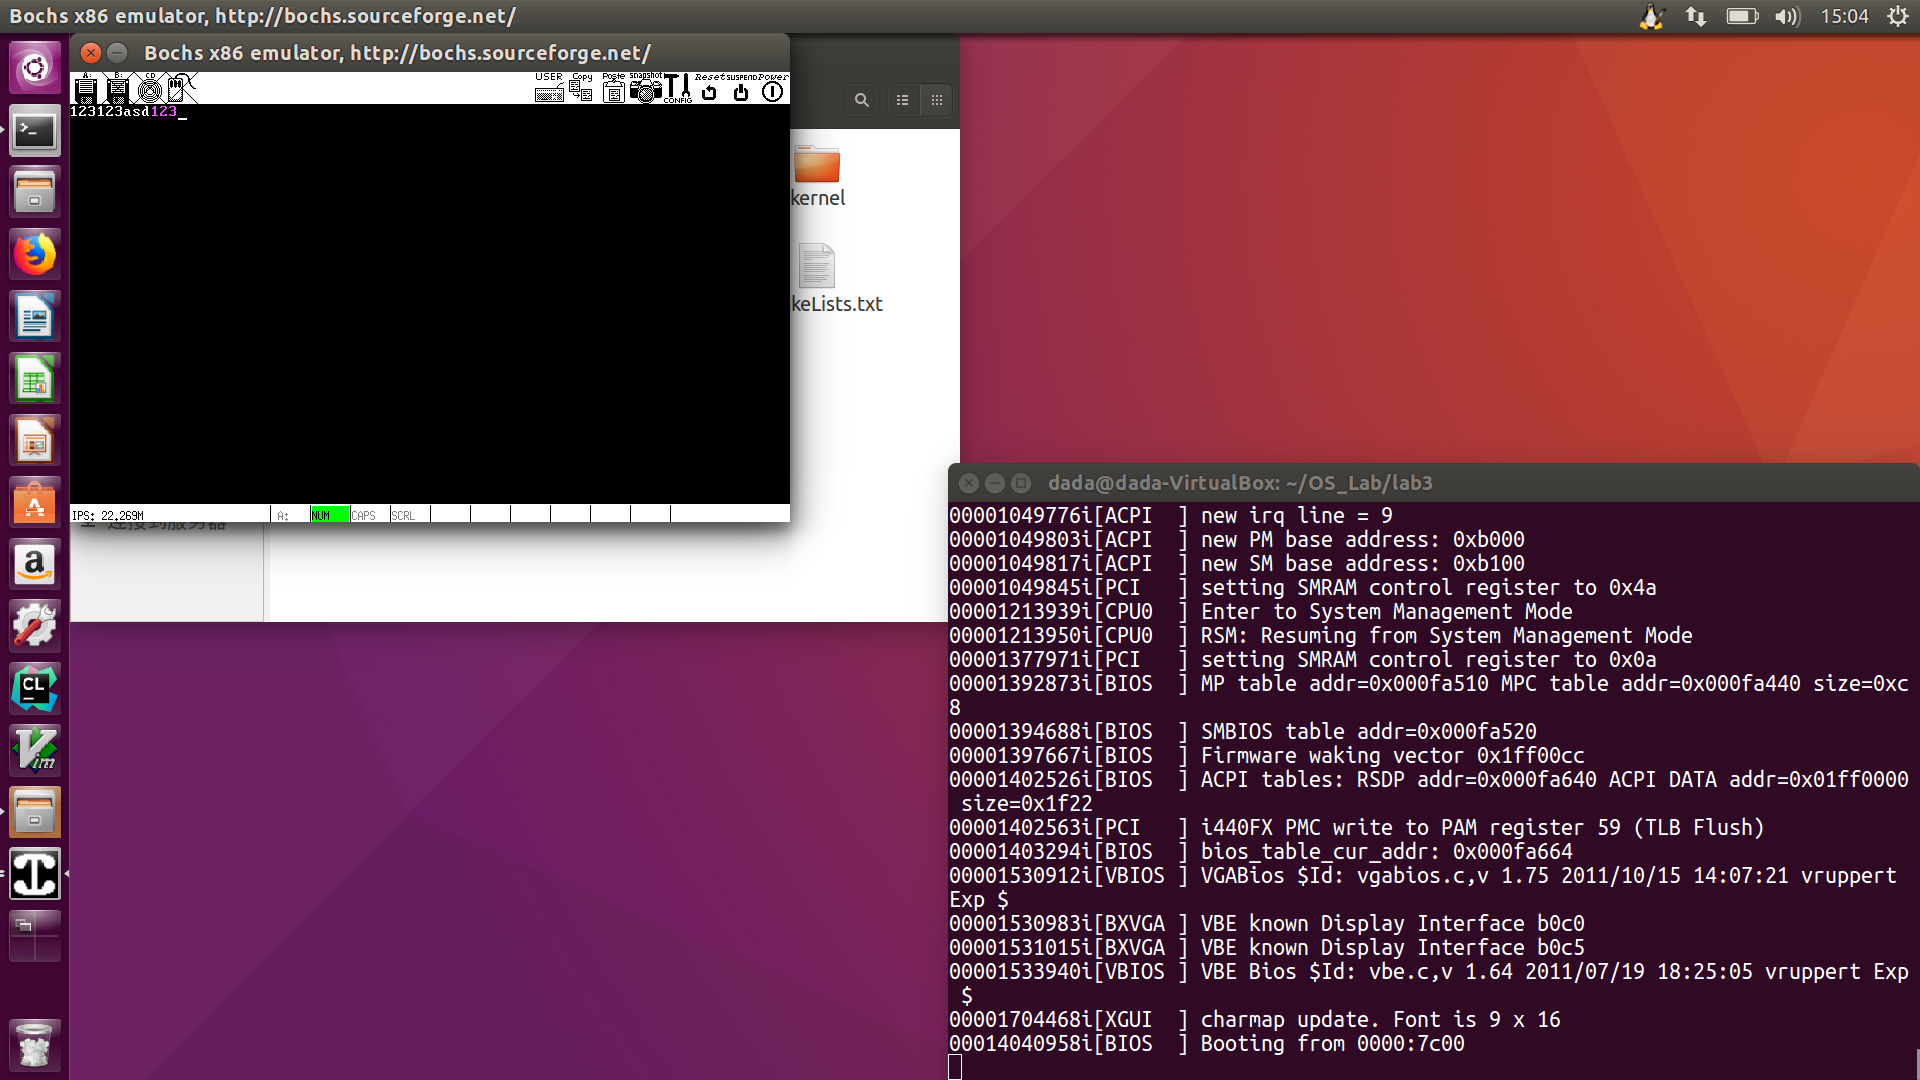 Bochs x86 emulator, http://bochs.sourceforge.net/
15:04
Bochs x86 emulator, http://bochs.sourceforge.net/
A: B: CD USER Copy Paste snapshot CONFIG Reset SUSPEND Power
123123asd123_
kernel
keLists.txt
IPS: 22.269M A: NUM CAPS SCRL
连接到服务器
dada@dada-VirtualBox: ~/OS_Lab/lab3
00001049776i[ACPI  ] new irq line = 9
00001049803i[ACPI  ] new PM base address: 0xb000
00001049817i[ACPI  ] new SM base address: 0xb100
00001049845i[PCI   ] setting SMRAM control register to 0x4a
00001213939i[CPU0  ] Enter to System Management Mode
00001213950i[CPU0  ] RSM: Resuming from System Management Mode
00001377971i[PCI   ] setting SMRAM control register to 0x0a
00001392873i[BIOS  ] MP table addr=0x000fa510 MPC table addr=0x000fa440 size=0xc
8
00001394688i[BIOS  ] SMBIOS table addr=0x000fa520
00001397667i[BIOS  ] Firmware waking vector 0x1ff00cc
00001402526i[BIOS  ] ACPI tables: RSDP addr=0x000fa640 ACPI DATA addr=0x01ff0000
size=0x1f22
00001402563i[PCI   ] i440FX PMC write to PAM register 59 (TLB Flush)
00001403294i[BIOS  ] bios_table_cur_addr: 0x000fa664
00001530912i[VBIOS ] VGABios $Id: vgabios.c,v 1.75 2011/10/15 14:07:21 vruppert
Exp $
00001530983i[BXVGA ] VBE known Display Interface b0c0
00001531015i[BXVGA ] VBE known Display Interface b0c5
00001533940i[VBIOS ] VBE Bios $Id: vbe.c,v 1.64 2011/07/19 18:25:05 vruppert Exp
$
00001704468i[XGUI  ] charmap update. Font is 9 x 16
00014040958i[BIOS  ] Booting from 0000:7c00